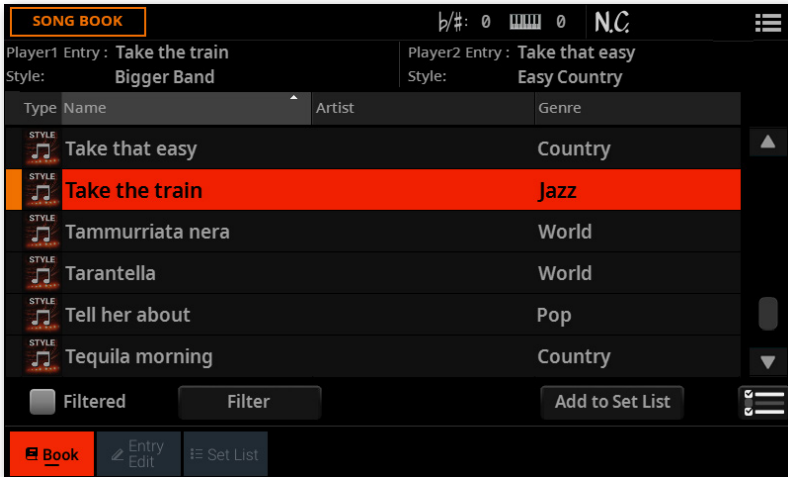 SONG BOOK
♭/♯: 0 0 N.C.
Player1 Entry : Take the train
Player2 Entry : Take that easy
Style: Bigger Band
Style: Easy Country
Type Name Artist Genre
STYLE Take that easy Country
STYLE Take the train Jazz
STYLE Tammurriata nera World
STYLE Tarantella World
STYLE Tell her about Pop
STYLE Tequila morning Country
Filtered Filter Add to Set List
Book Entry Edit Set List